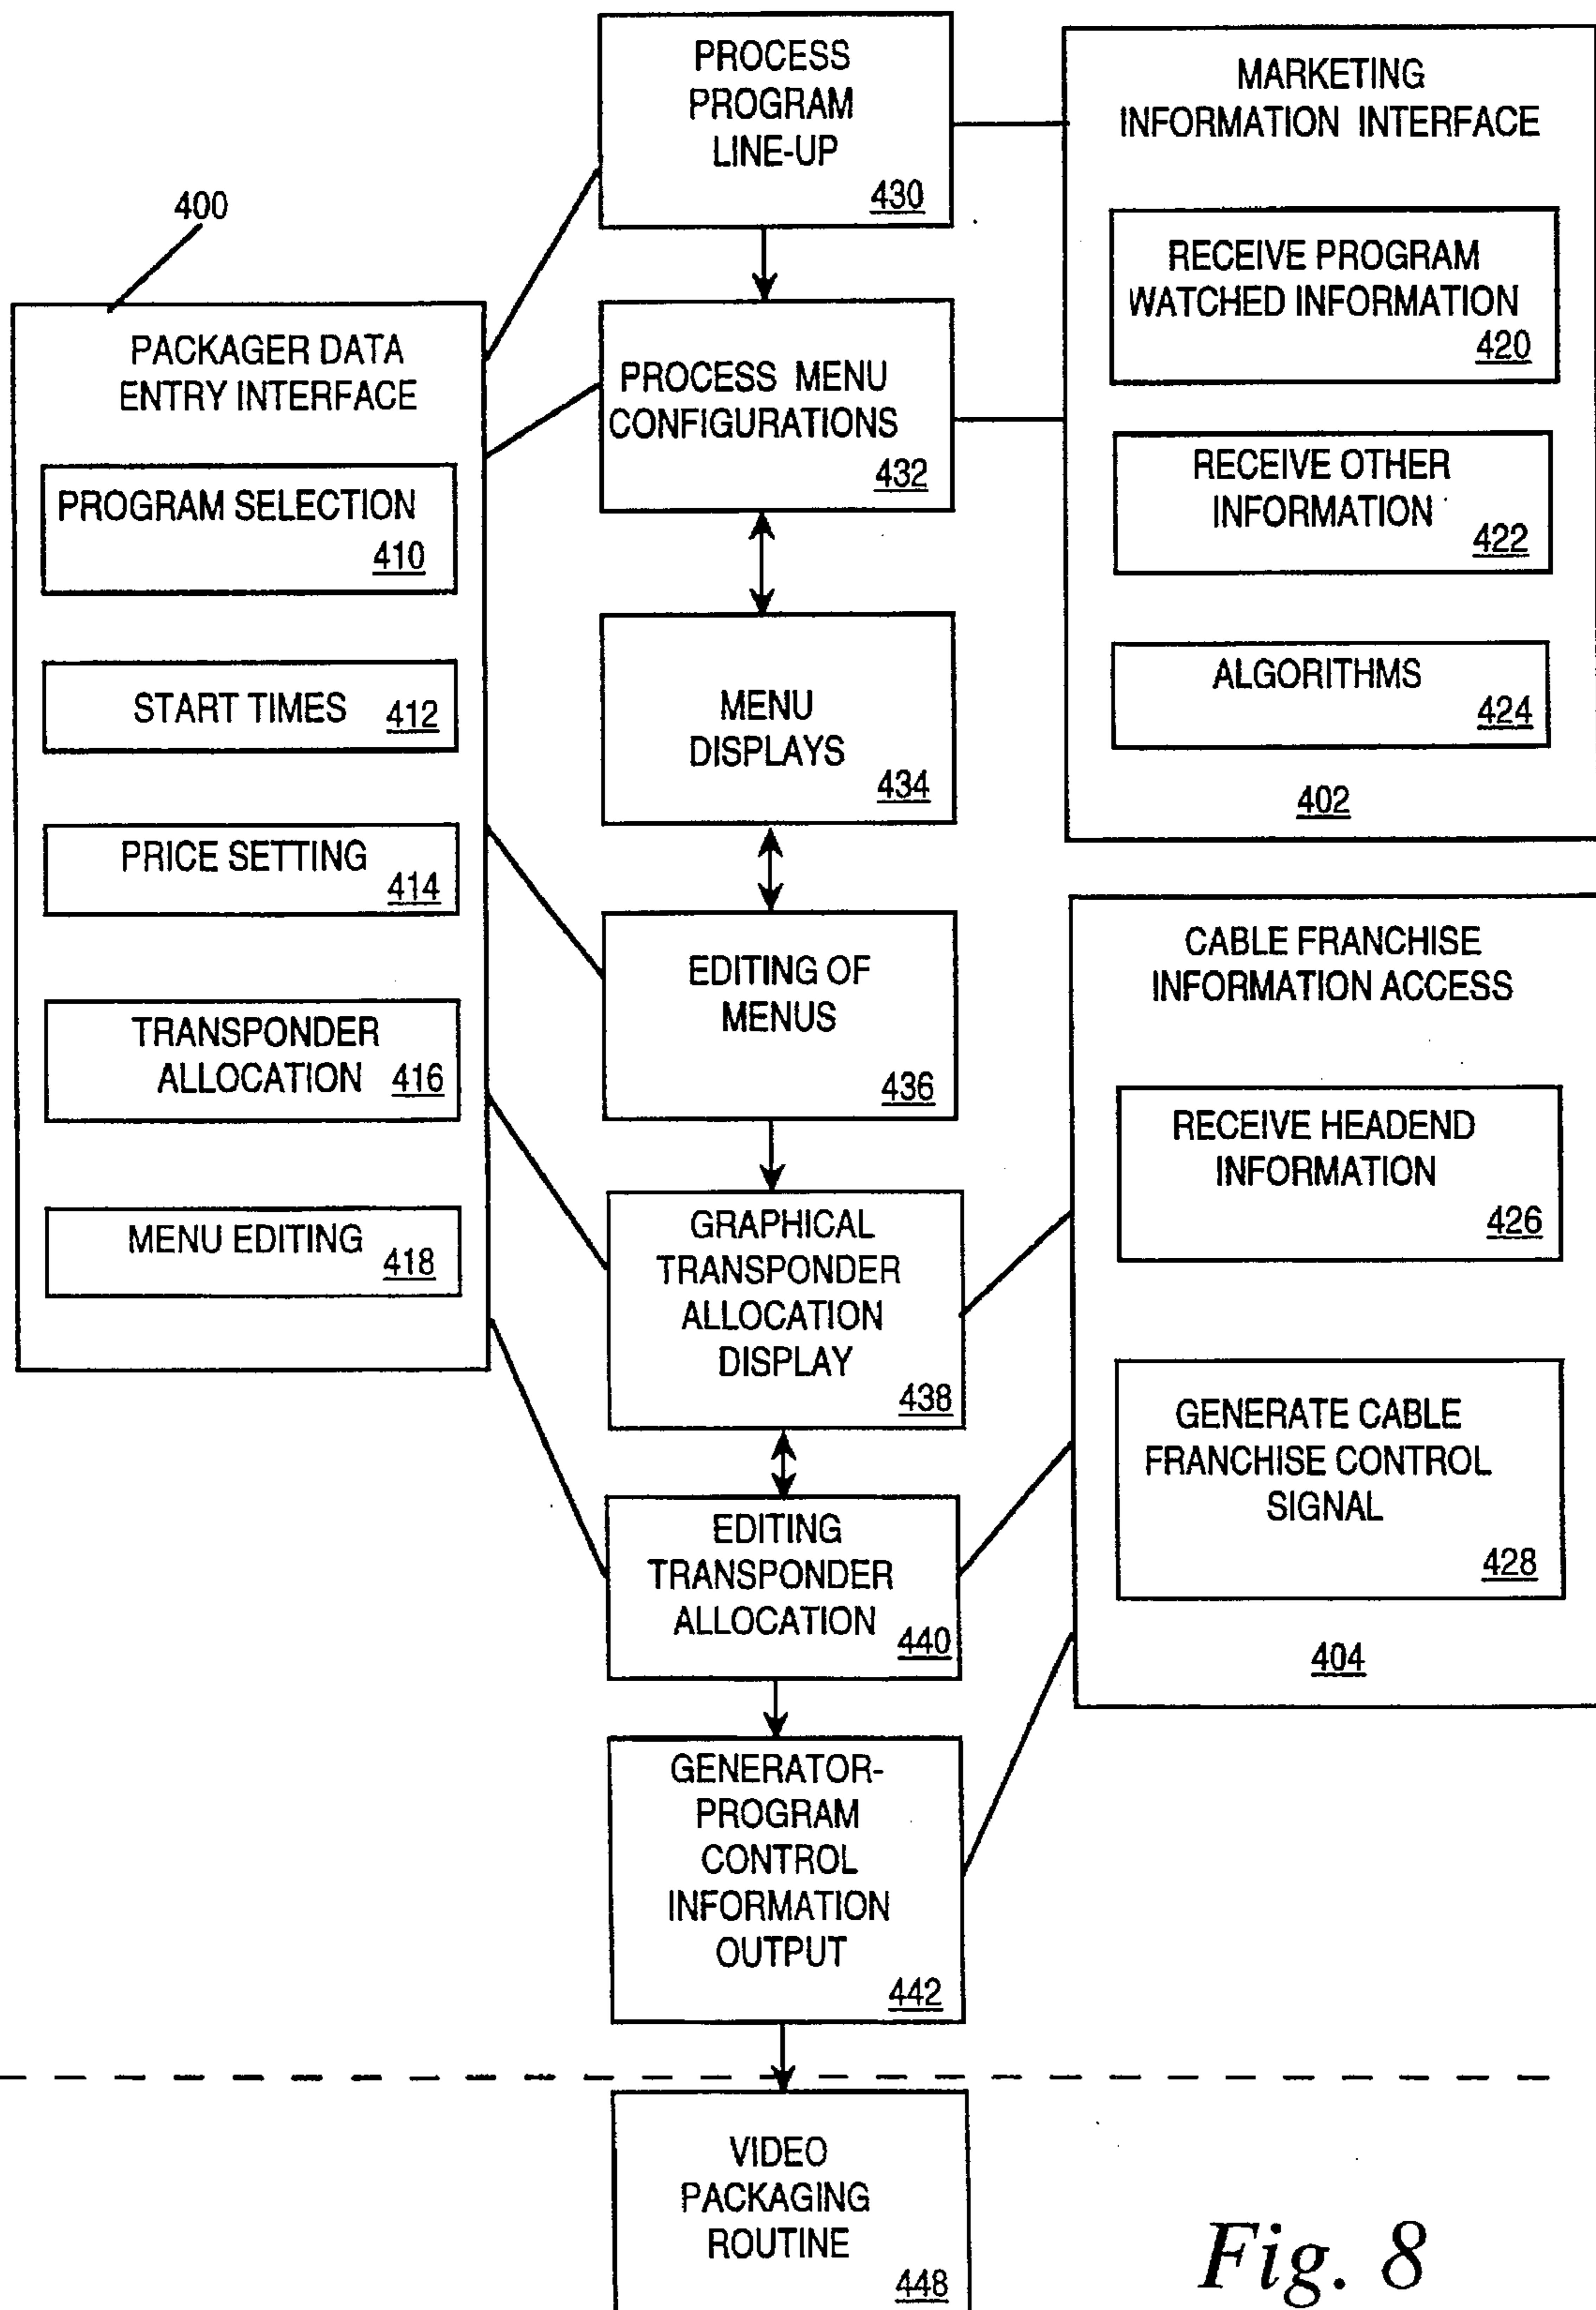 400
PACKAGER DATA
ENTRY INTERFACE
PROGRAM SELECTION
410
START TIMES 412
PRICE SETTING
414
TRANSPONDER
ALLOCATION 416
MENU EDITING
418
PROCESS
PROGRAM
LINE-UP
430
PROCESS MENU
CONFIGURATIONS
432
MENU
DISPLAYS
434
EDITING OF
MENUS
436
GRAPHICAL
TRANSPONDER
ALLOCATION
DISPLAY
438
EDITING
TRANSPONDER
ALLOCATION
440
GENERATOR-
PROGRAM
CONTROL
INFORMATION
OUTPUT
442
VIDEO
PACKAGING
ROUTINE
448
MARKETING
INFORMATION INTERFACE
RECEIVE PROGRAM
WATCHED INFORMATION
420
RECEIVE OTHER
INFORMATION
422
ALGORITHMS
424
402
CABLE FRANCHISE
INFORMATION ACCESS
RECEIVE HEADEND
INFORMATION
426
GENERATE CABLE
FRANCHISE CONTROL
SIGNAL
428
404
Fig. 8